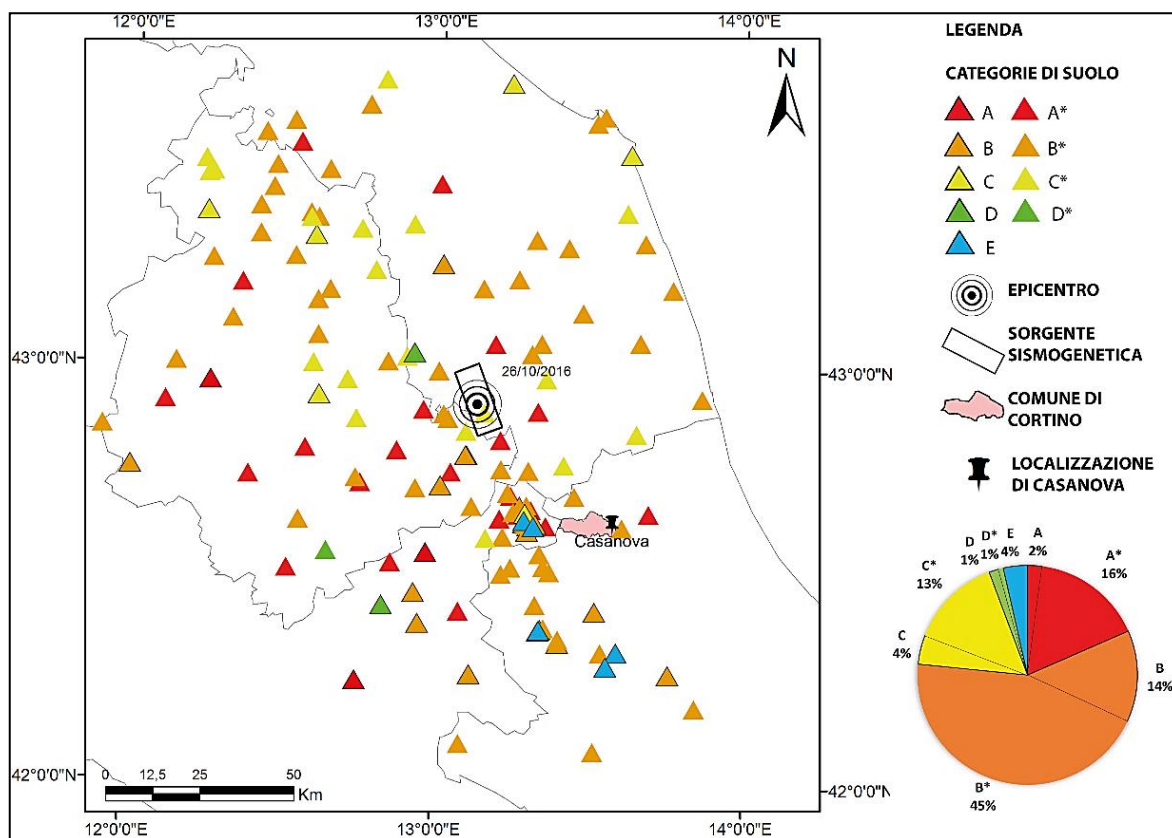 12°0'0"E
13°0'0"E
14°0'0"E
N
43°0'0"N
43°0'0"N
26/10/2016
Casanova
42°0'0"N
42°0'0"N
0
12,5
25
50
Km
12°0'0"E
13°0'0"E
14°0'0"E
LEGENDA
CATEGORIE DI SUOLO
A
A*
B
B*
C
C*
D
D*
E
EPICENTRO
SORGENTE
SISMOGENETICA
COMUNE DI
CORTINO
LOCALIZZAZIONE
DI CASANOVA
D
1%
D*
1%
E
4%
A
2%
A*
16%
C*
13%
C
4%
B
14%
B*
45%